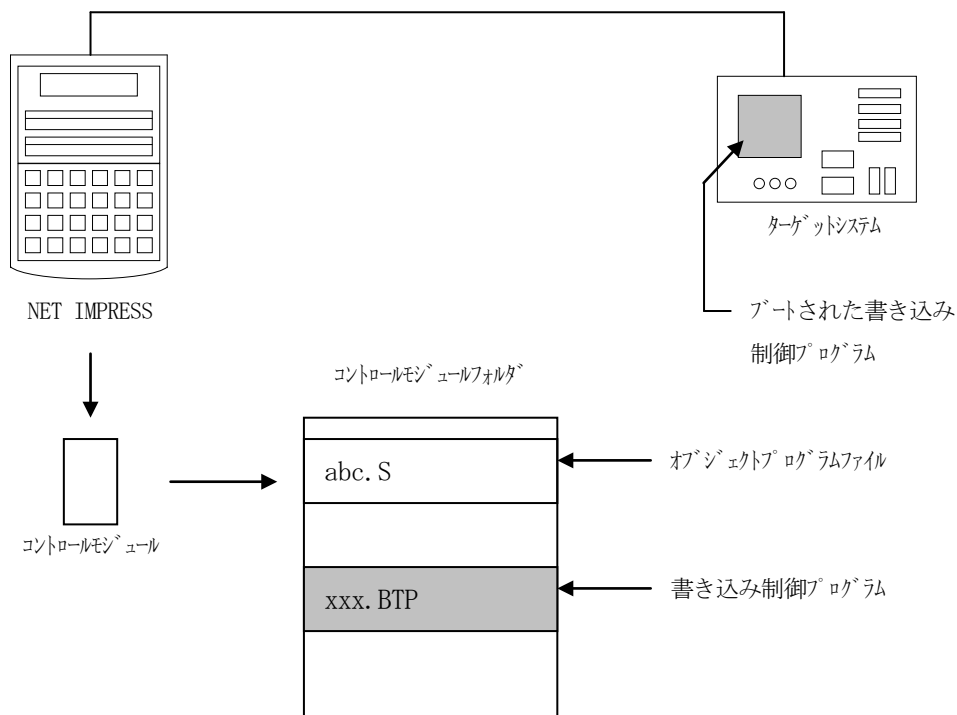 ﾀｰｹﾞｯﾄｼｽﾃﾑ
NET IMPRESS
ﾌﾞｰﾄされた書き込み
制御ﾌﾟﾛｸﾞﾗﾑ
ｺﾝﾄﾛｰﾙﾓｼﾞｭｰﾙﾌｫﾙﾀﾞ
abc.S
ｵﾌﾞｼﾞｪｸﾄﾌﾟﾛｸﾞﾗﾑﾌｧｲﾙ
ｺﾝﾄﾛｰﾙﾓｼﾞｭｰﾙ
xxx.BTP
書き込み制御ﾌﾟﾛｸﾞﾗﾑ